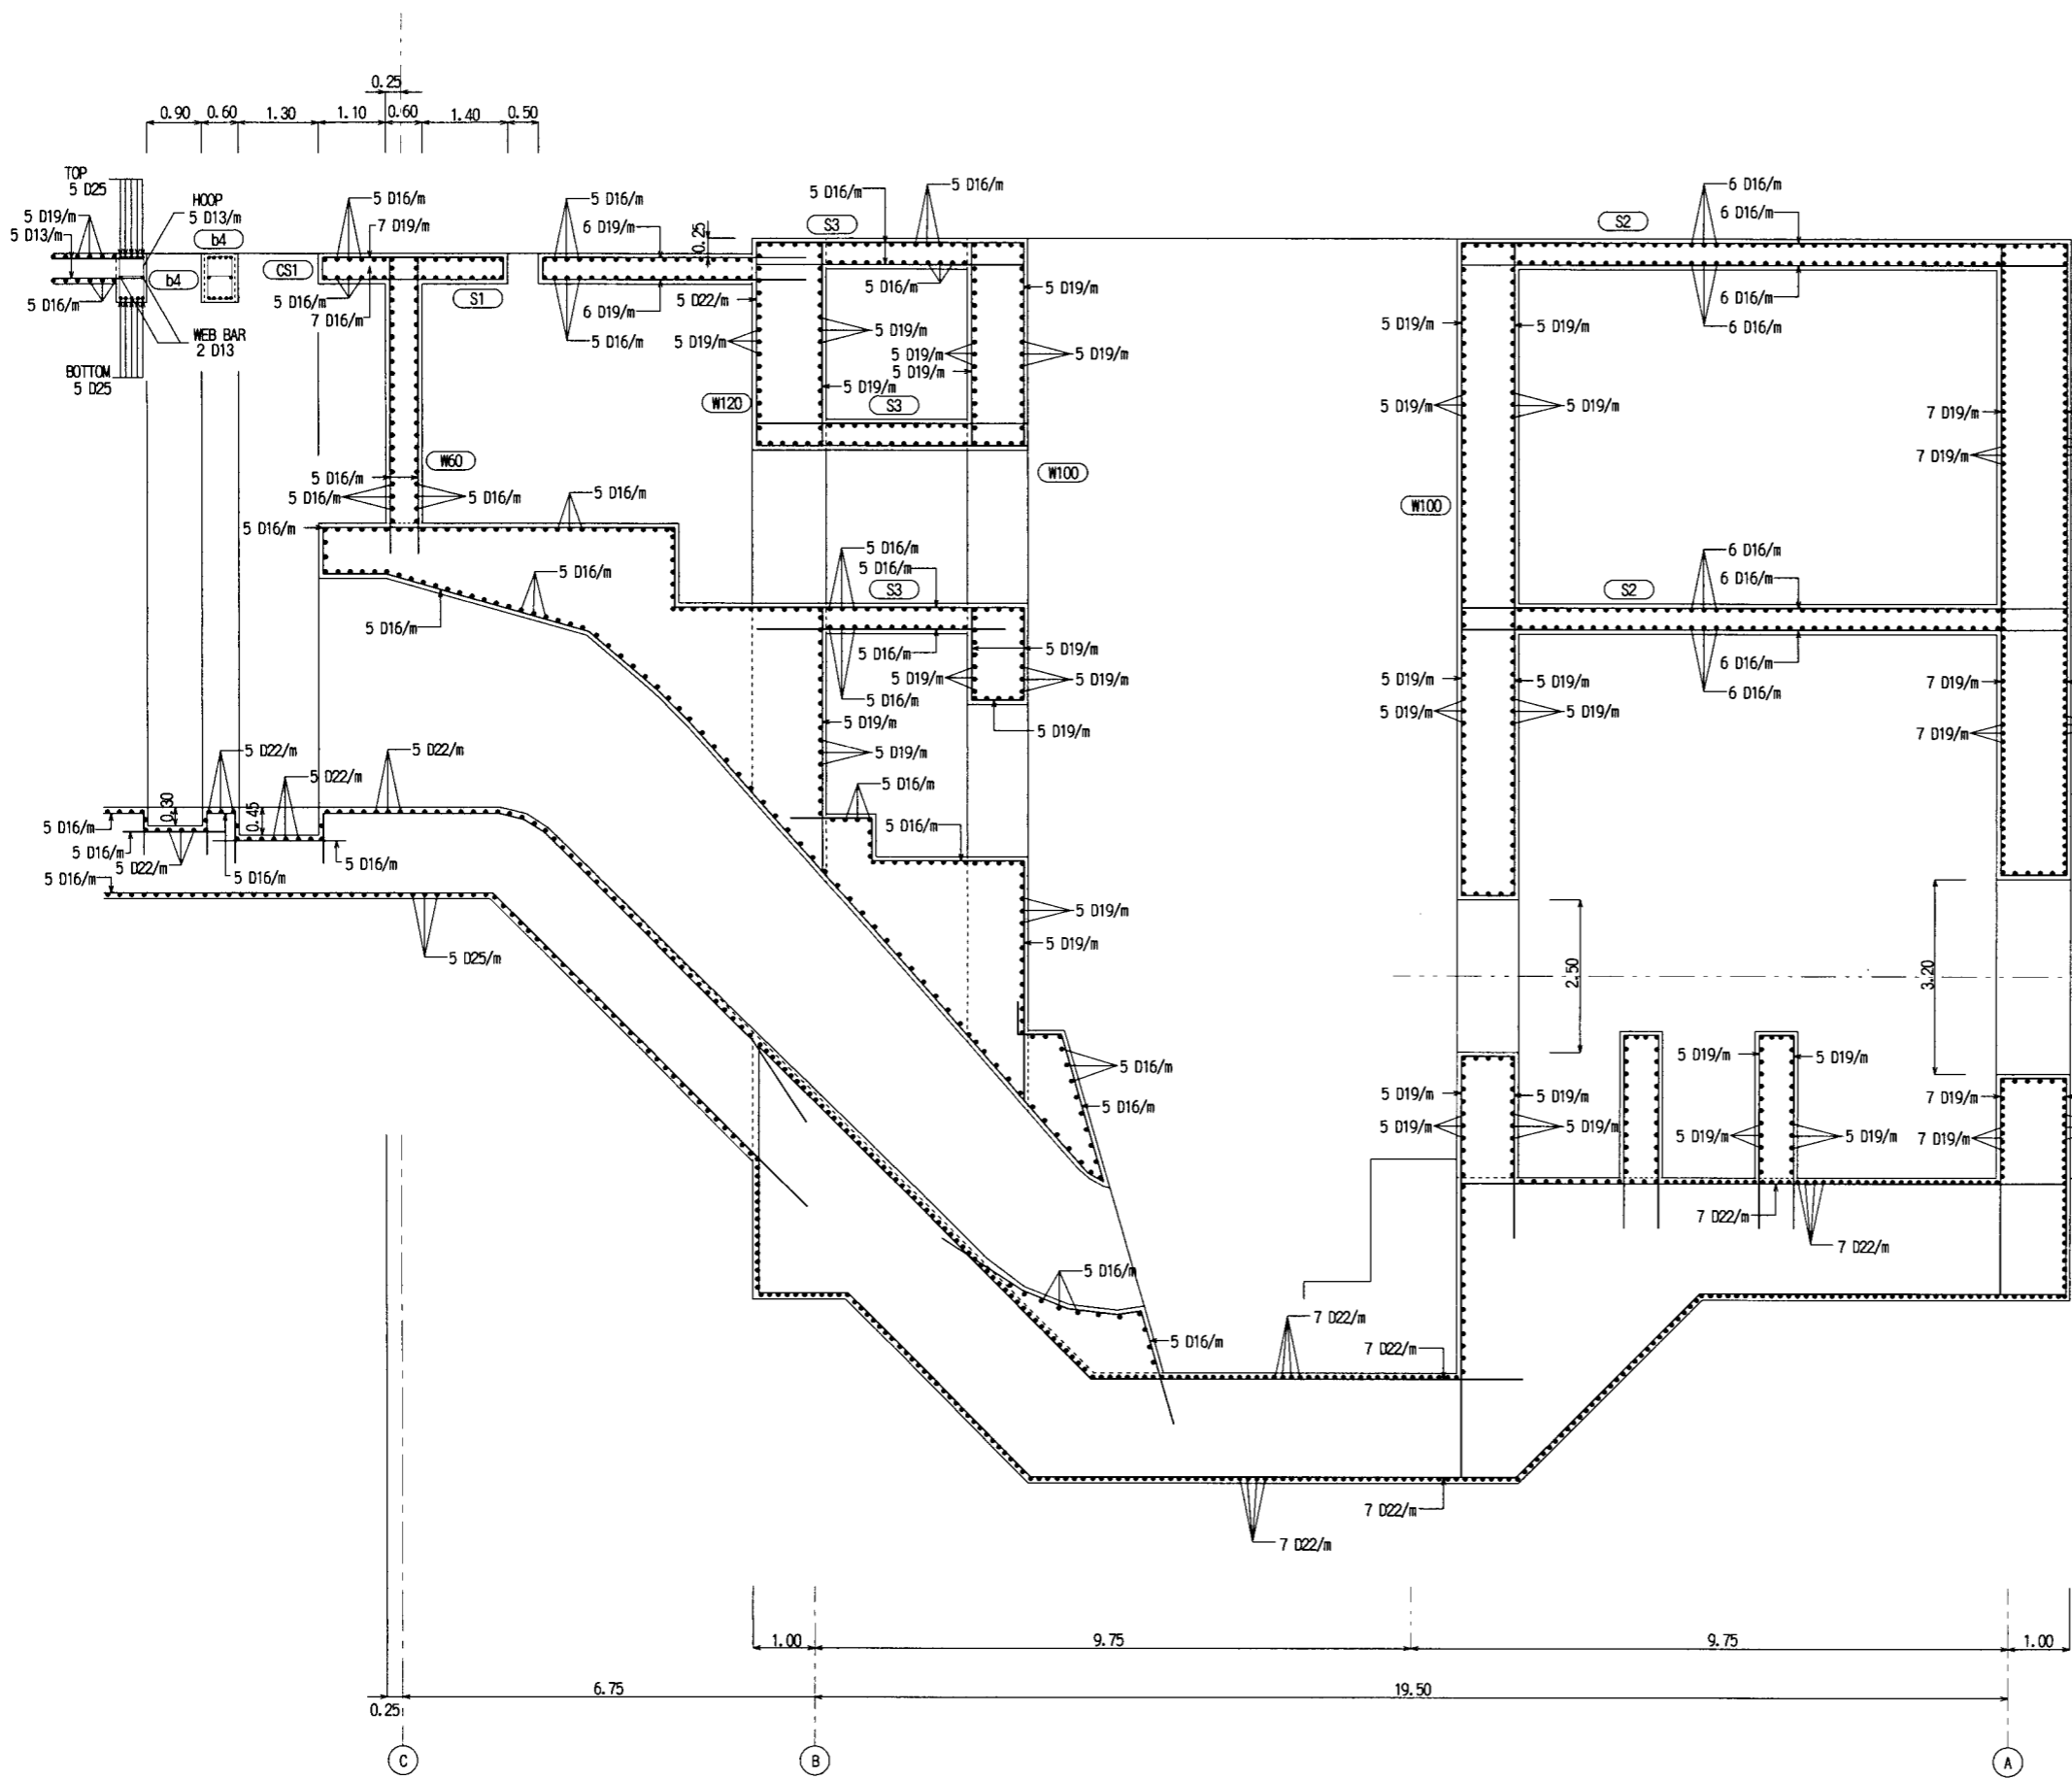 0.25
0.90 0.60 1.30 1.10 0.60 1.40 0.50
TOP
5 D25
HOOP
5 D13/m
5 D19/m
5 D13/m
b4
b4
5 D16/m
WEB BAR
2 D13
BOTTOM
5 D25
CS1
5 D16/m
7 D19/m
5 D16/m
7 D16/m
S1
5 D16/m
6 D19/m
6 D19/m
5 D16/m
0.25
S3
5 D16/m
5 D16/m
5 D16/m
5 D22/m
5 D19/m
5 D19/m
5 D19/m
5 D19/m
5 D19/m
5 D19/m
5 D19/m
W120
S3
W60
5 D16/m
5 D16/m
5 D16/m
5 D16/m
5 D16/m
W100
5 D16/m
5 D16/m
S3
5 D16/m
5 D16/m
5 D16/m
5 D19/m
5 D19/m
5 D19/m
5 D16/m
5 D19/m
5 D19/m
5 D19/m
5 D16/m
5 D16/m
5 D19/m
5 D19/m
5 D16/m
5 D16/m
5 D16/m
5 D16/m
S2
6 D16/m
6 D16/m
5 D19/m
5 D19/m
6 D16/m
6 D16/m
5 D19/m
5 D19/m
7 D19/m
7 D19/m
W100
6 D16/m
6 D16/m
S2
6 D16/m
6 D16/m
5 D19/m
5 D19/m
5 D19/m
5 D19/m
7 D19/m
7 D19/m
2.50
3.20
5 D19/m
5 D19/m
5 D19/m
5 D19/m
5 D19/m
5 D19/m
5 D19/m
5 D19/m
7 D19/m
7 D19/m
7 D22/m
7 D22/m
5 D22/m
5 D22/m
5 D22/m
0.30
0.45
5 D16/m
5 D16/m
5 D22/m
5 D16/m
5 D16/m
5 D16/m
5 D25/m
7 D22/m
7 D22/m
7 D22/m
7 D22/m
1.00 9.75 9.75 1.00
0.25 6.75 19.50
C B A